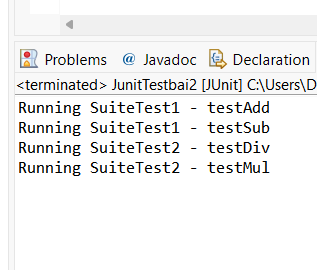 Problems @ Javadoc Declaration
<terminated> JunitTestbai2 [JUnit] C:\Users\D
Running SuiteTest1 - testAdd
Running SuiteTest1 - testSub
Running SuiteTest2 - testDiv
Running SuiteTest2 - testMul